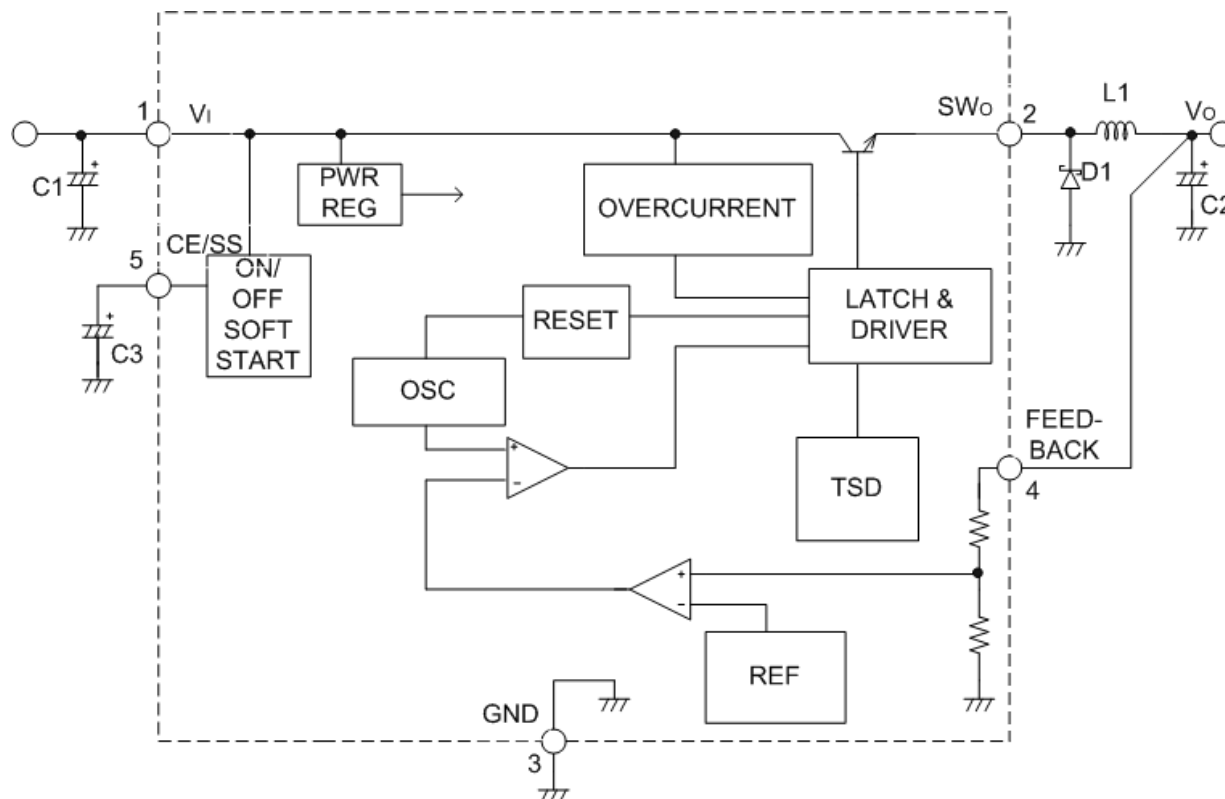 1
VI
SWO
2
L1
VO
C1
+
PWR
REG
OVERCURRENT
D1
+
C2
5
CE/SS
ON/
OFF
SOFT
START
+
C3
RESET
LATCH &
DRIVER
OSC
+
-
TSD
FEED-
BACK
4
+
-
REF
GND
3